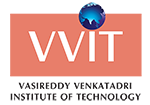 VVIT
VASIREDDY VENKATADRI
INSTITUTE OF TECHNOLOGY